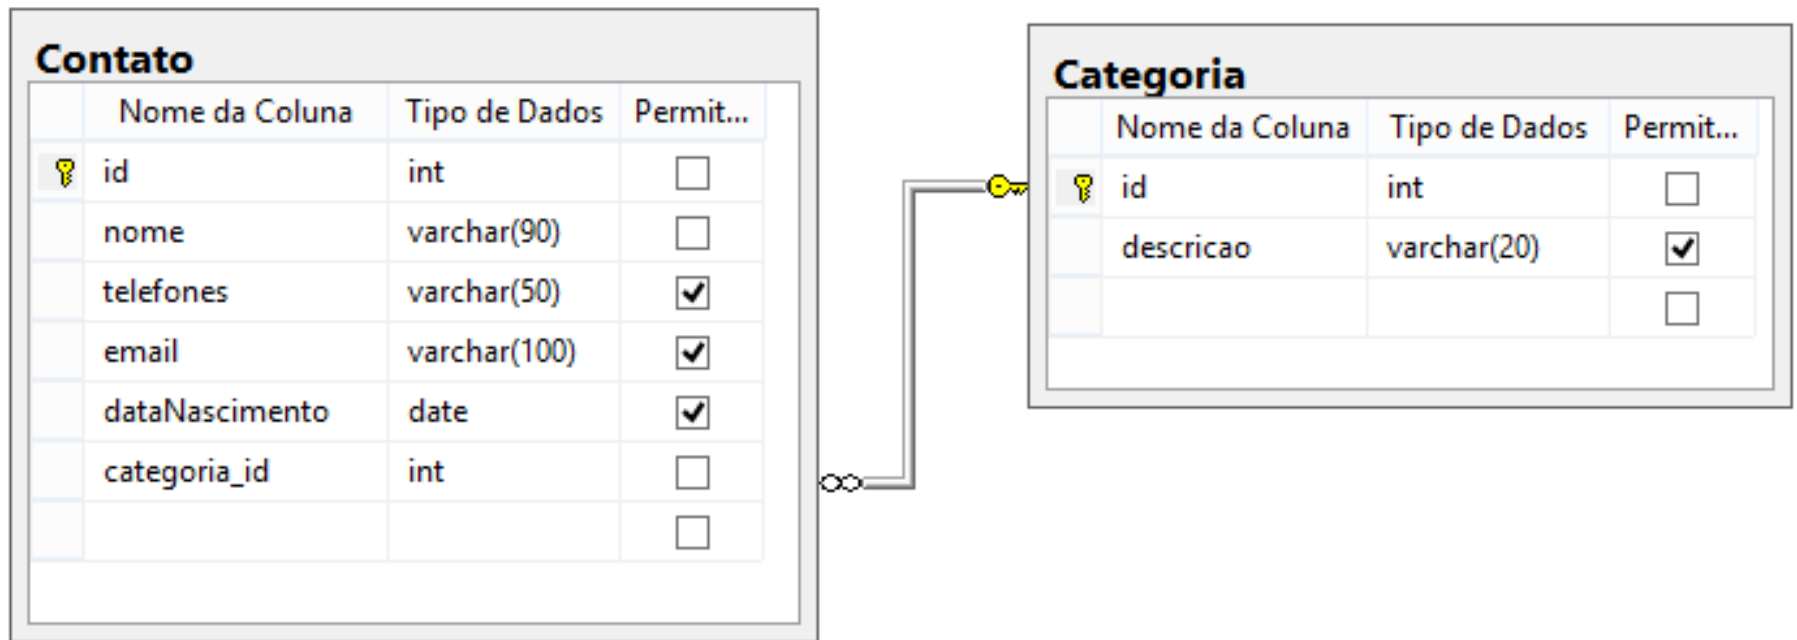 Contato
Nome da Coluna Tipo de Dados Permit...
id int
nome varchar(90)
telefones varchar(50)
email varchar(100)
dataNascimento date
categoria_id int
Categoria
Nome da Coluna Tipo de Dados Permit...
id int
descricao varchar(20)